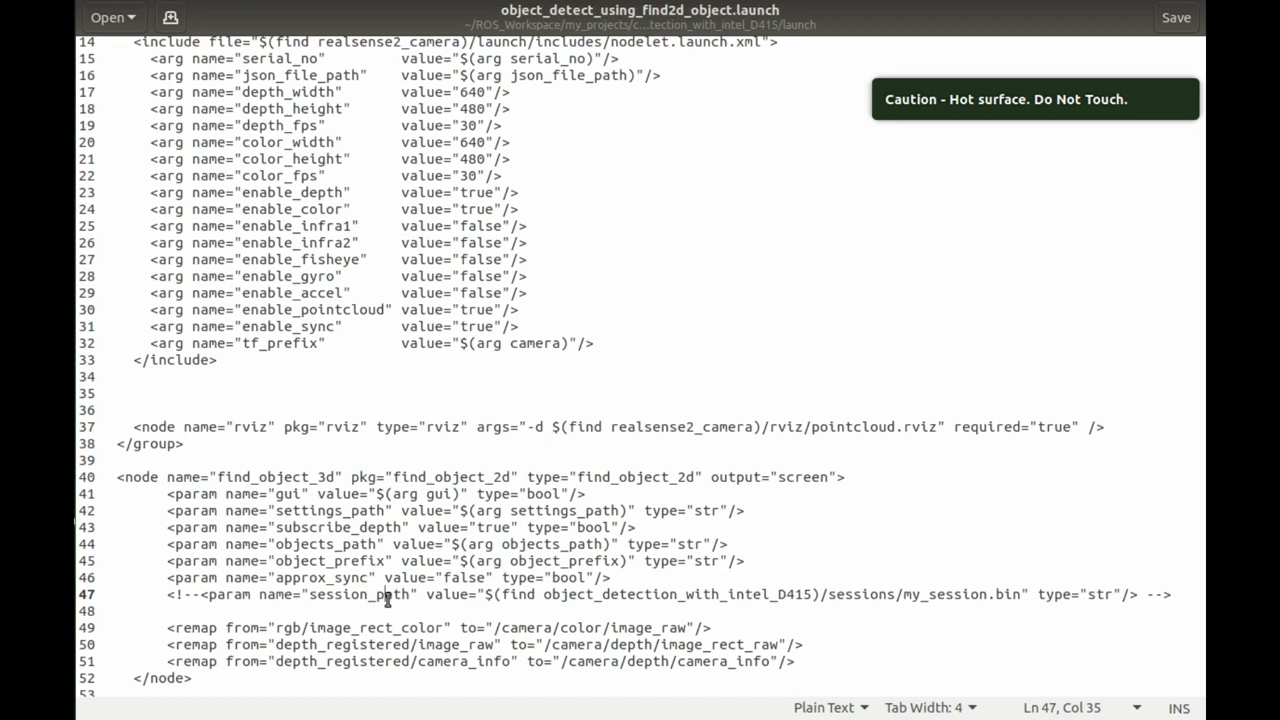 Open
object_detect_using_find2d_object.launch
~/ROS_Workspace/my_projects/c...tection_with_intel_D415/launch
Save
14 <include file="$(find realsense2_camera)/launch/includes/nodelet.launch.xml">
15 <arg name="serial_no" value="$(arg serial_no)"/>
16 <arg name="json_file_path" value="$(arg json_file_path)"/>
17 <arg name="depth_width" value="640"/>
18 <arg name="depth_height" value="480"/>
19 <arg name="depth_fps" value="30"/>
20 <arg name="color_width" value="640"/>
21 <arg name="color_height" value="480"/>
22 <arg name="color_fps" value="30"/>
23 <arg name="enable_depth" value="true"/>
24 <arg name="enable_color" value="true"/>
25 <arg name="enable_infra1" value="false"/>
26 <arg name="enable_infra2" value="false"/>
27 <arg name="enable_fisheye" value="false"/>
28 <arg name="enable_gyro" value="false"/>
29 <arg name="enable_accel" value="false"/>
30 <arg name="enable_pointcloud" value="true"/>
31 <arg name="enable_sync" value="true"/>
32 <arg name="tf_prefix" value="$(arg camera)"/>
33 </include>
34
35
36
37 <node name="rviz" pkg="rviz" type="rviz" args="-d $(find realsense2_camera)/rviz/pointcloud.rviz" required="true" />
38 </group>
39
40 <node name="find_object_3d" pkg="find_object_2d" type="find_object_2d" output="screen">
41 <param name="gui" value="$(arg gui)" type="bool"/>
42 <param name="settings_path" value="$(arg settings_path)" type="str"/>
43 <param name="subscribe_depth" value="true" type="bool"/>
44 <param name="objects_path" value="$(arg objects_path)" type="str"/>
45 <param name="object_prefix" value="$(arg object_prefix)" type="str"/>
46 <param name="approx_sync" value="false" type="bool"/>
47 <!--<param name="session_path" value="$(find object_detection_with_intel_D415)/sessions/my_session.bin" type="str"/> -->
48
49 <remap from="rgb/image_rect_color" to="/camera/color/image_raw"/>
50 <remap from="depth_registered/image_raw" to="/camera/depth/image_rect_raw"/>
51 <remap from="depth_registered/camera_info" to="/camera/depth/camera_info"/>
52 </node>
53
Caution - Hot surface. Do Not Touch.
Plain Text Tab Width: 4 Ln 47, Col 35 INS